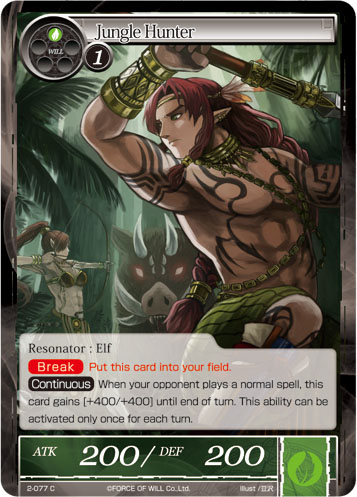 Jungle Hunter
WILL
1
Resonator : Elf
Break Put this card into your field.
Continuous When your opponent plays a normal spell, this
card gains [+400/+400] until end of turn. This ability can be
activated only once for each turn.
ATK 200 / DEF 200
2-077 C ©FORCE OF WILL Co.,Ltd. Illust /